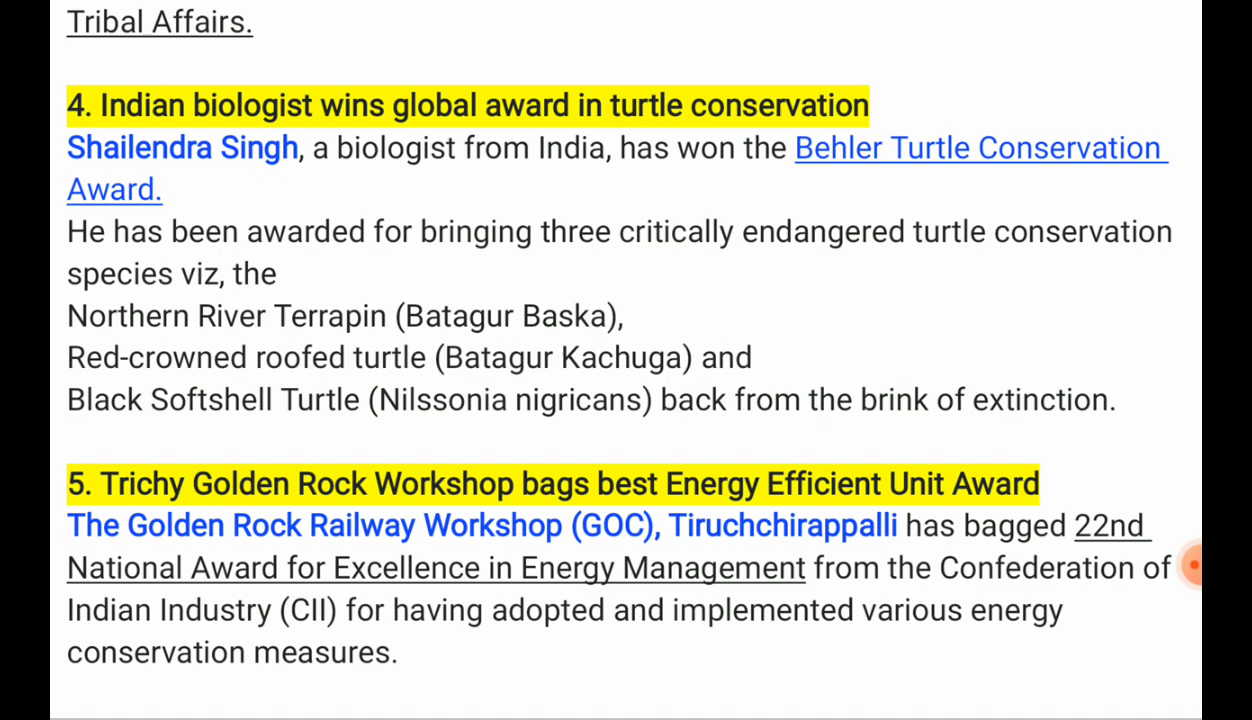 Tribal Affairs.
4. Indian biologist wins global award in turtle conservation
Shailendra Singh, a biologist from India, has won the Behler Turtle Conservation
Award.
He has been awarded for bringing three critically endangered turtle conservation
species viz, the
Northern River Terrapin (Batagur Baska),
Red-crowned roofed turtle (Batagur Kachuga) and
Black Softshell Turtle (Nilssonia nigricans) back from the brink of extinction.
5. Trichy Golden Rock Workshop bags best Energy Efficient Unit Award
The Golden Rock Railway Workshop (GOC), Tiruchchirappalli has bagged 22nd
National Award for Excellence in Energy Management from the Confederation of
Indian Industry (CII) for having adopted and implemented various energy
conservation measures.